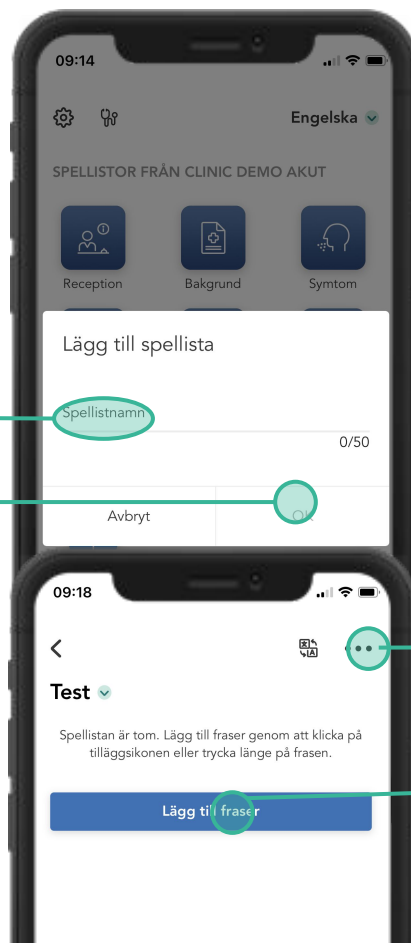 09:14
Engelska
SPELLISTOR FRÅN CLINIC DEMO AKUT
Reception Bakgrund Symtom
Lägg till spellista
Spellistnamn
0/50
Avbryt OK
09:18
Test
Spellistan är tom. Lägg till fraser genom att klicka på
tilläggsikonen eller trycka länge på frasen.
Lägg till fraser